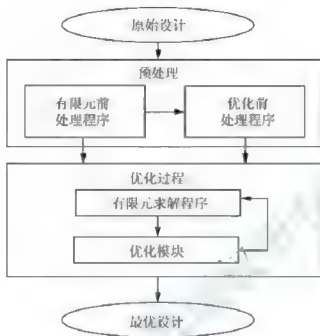 原始设计
预处理
有限元前
处理程序
优化前
处理程序
优化过程
有限元求解程序
优化模块
最优设计